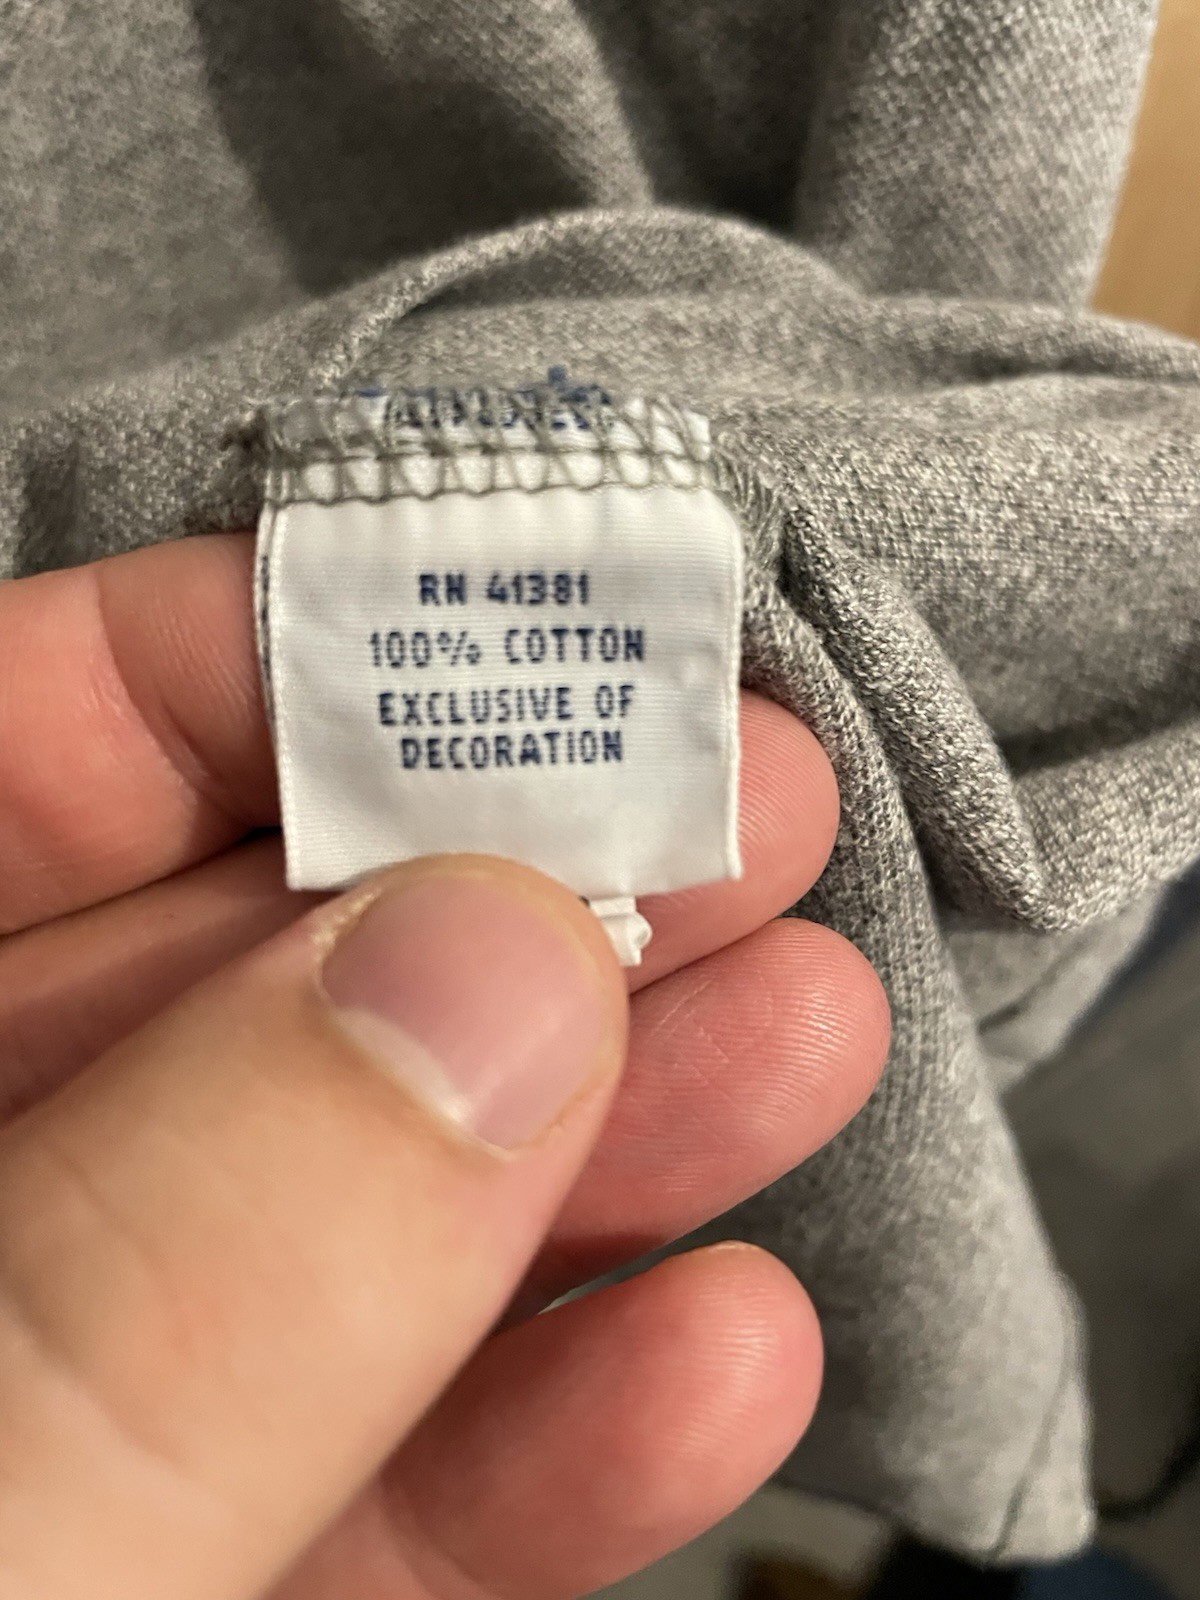 RN 41381
100% COTTON
EXCLUSIVE OF
DECORATION